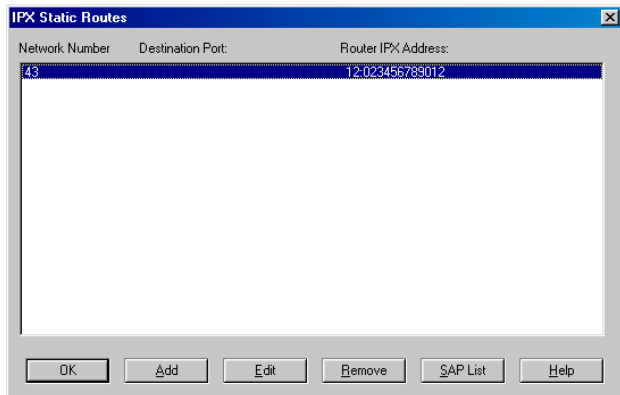 IPX Static Routes
Network Number Destination Port: Router IPX Address:
43 12:023456789012
OK Add Edit Remove SAP List Help